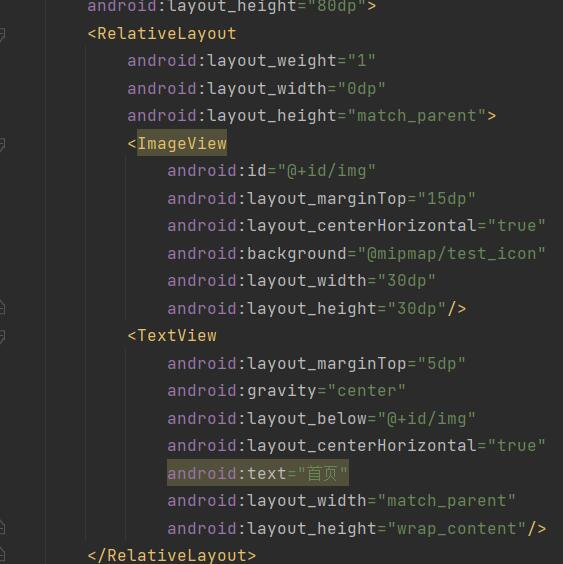 android:layout_height="80dp">
<RelativeLayout
android:layout_weight="1"
android:layout_width="0dp"
android:layout_height="match_parent">
<ImageView
android:id="@+id/img"
android:layout_marginTop="15dp"
android:layout_centerHorizontal="true"
android:background="@mipmap/test_icon"
android:layout_width="30dp"
android:layout_height="30dp"/>
<TextView
android:layout_marginTop="5dp"
android:gravity="center"
android:layout_below="@+id/img"
android:layout_centerHorizontal="true"
android:text="首页"
android:layout_width="match_parent"
android:layout_height="wrap_content"/>
</RelativeLayout>